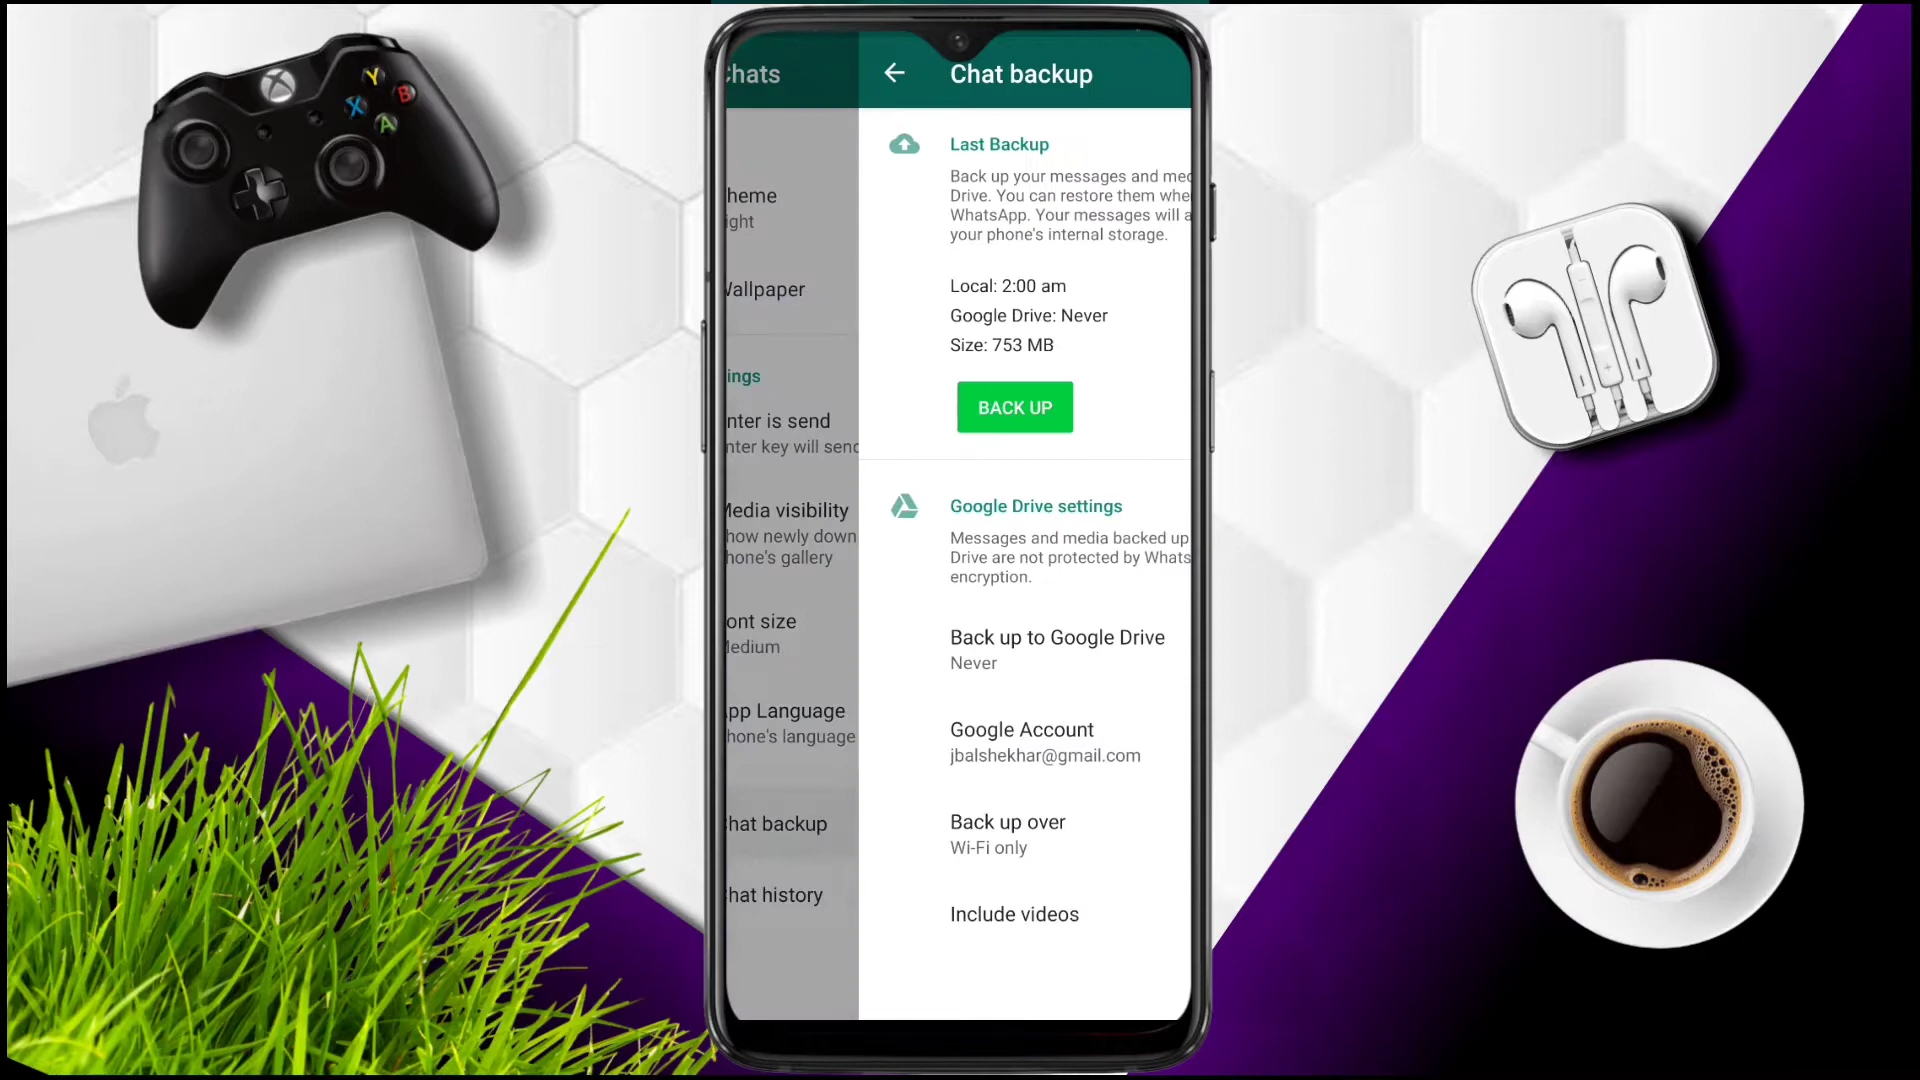 Chats
Chat backup
Last Backup
Back up your messages and med
Drive. You can restore them whe
WhatsApp. Your messages will a
your phone's internal storage.
Local: 2:00 am
Google Drive: Never
Size: 753 MB
BACK UP
Google Drive settings
Messages and media backed up
Drive are not protected by Whats
encryption.
Back up to Google Drive
Never
Google Account
jbalshekhar@gmail.com
Back up over
Wi-Fi only
Include videos
heme
ight
Wallpaper
ings
nter is send
nter key will send
Media visibility
how newly down
hone's gallery
ont size
Medium
App Language
hone's language
hat backup
hat history
Y
X
B
A